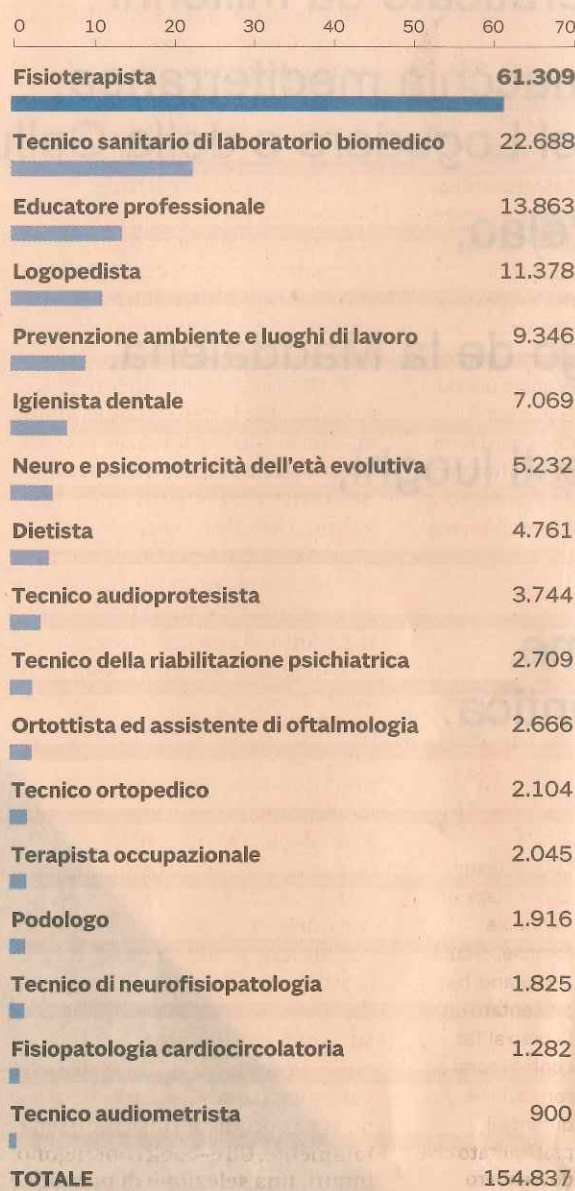 0 10 20 30 40 50 60 70
Fisioterapista 61.309
Tecnico sanitario di laboratorio biomedico 22.688
Educatore professionale 13.863
Logopedista 11.378
Prevenzione ambiente e luoghi di lavoro 9.346
Igienista dentale 7.069
Neuro e psicomotricità dell'età evolutiva 5.232
Dietista 4.761
Tecnico audioprotesista 3.744
Tecnico della riabilitazione psichiatrica 2.709
Ortottista ed assistente di oftalmologia 2.666
Tecnico ortopedico 2.104
Terapista occupazionale 2.045
Podologo 1.916
Tecnico di neurofisiopatologia 1.825
Fisiopatologia cardiocircolatoria 1.282
Tecnico audiometrista 900
TOTALE 154.837